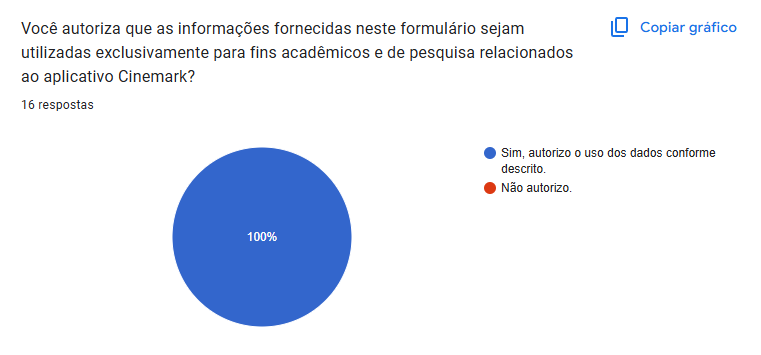 Você autoriza que as informações fornecidas neste formulário sejam
utilizadas exclusivamente para fins acadêmicos e de pesquisa relacionados
ao aplicativo Cinemark?
Copiar gráfico
16 respostas
100%
Sim, autorizo o uso dos dados conforme
descrito.
Não autorizo.